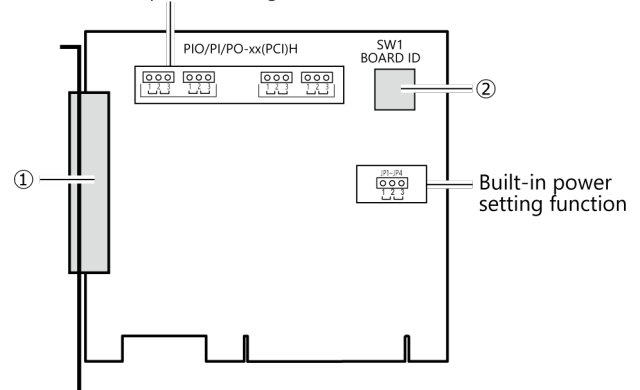 PIO/PI/PO-xx(PCI)H
SW1
BOARD ID
1 2 3
1 2 3
1 2 3
1 2 3
②
①
JP1-JP4
1 2 3
Built-in power
setting function